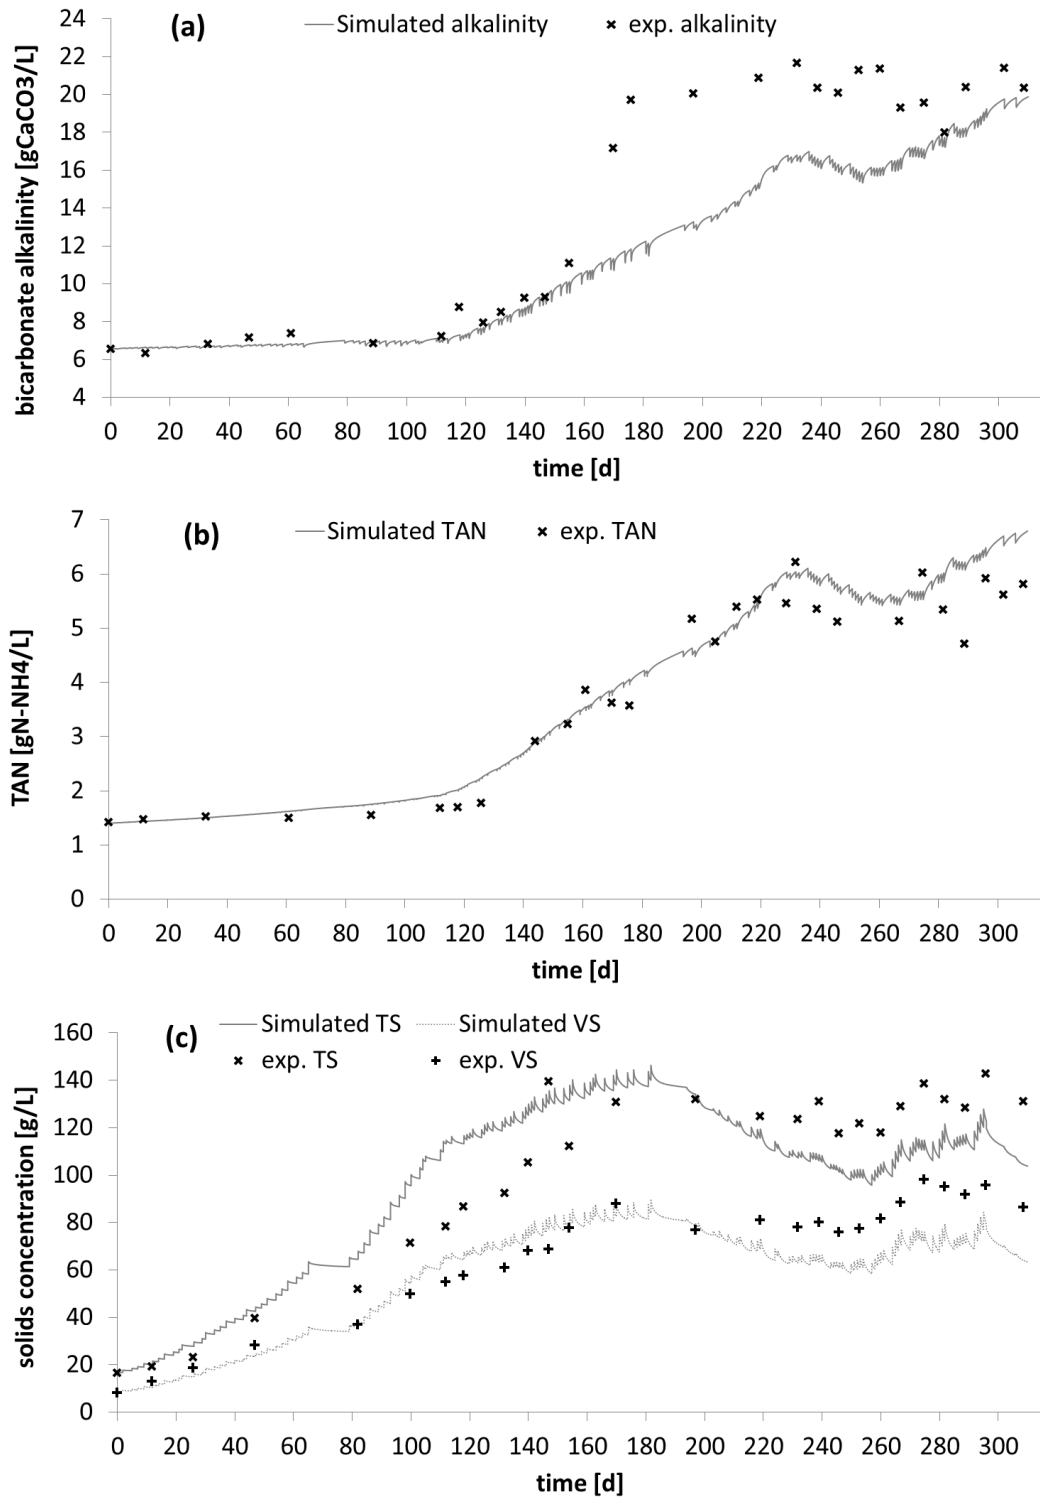 (a)
Simulated alkalinity exp. alkalinity
bicarbonate alkalinity [gCaCO3/L]
24
22
20
18
16
14
12
10
8
6
4
0 20 40 60 80 100 120 140 160 180 200 220 240 260 280 300
time [d]
(b)
Simulated TAN exp. TAN
TAN [gN-NH4/L]
7
6
5
4
3
2
1
0
0 20 40 60 80 100 120 140 160 180 200 220 240 260 280 300
time [d]
(c)
Simulated TS Simulated VS
exp. TS exp. VS
solids concentration [g/L]
160
140
120
100
80
60
40
20
0
0 20 40 60 80 100 120 140 160 180 200 220 240 260 280 300
time [d]